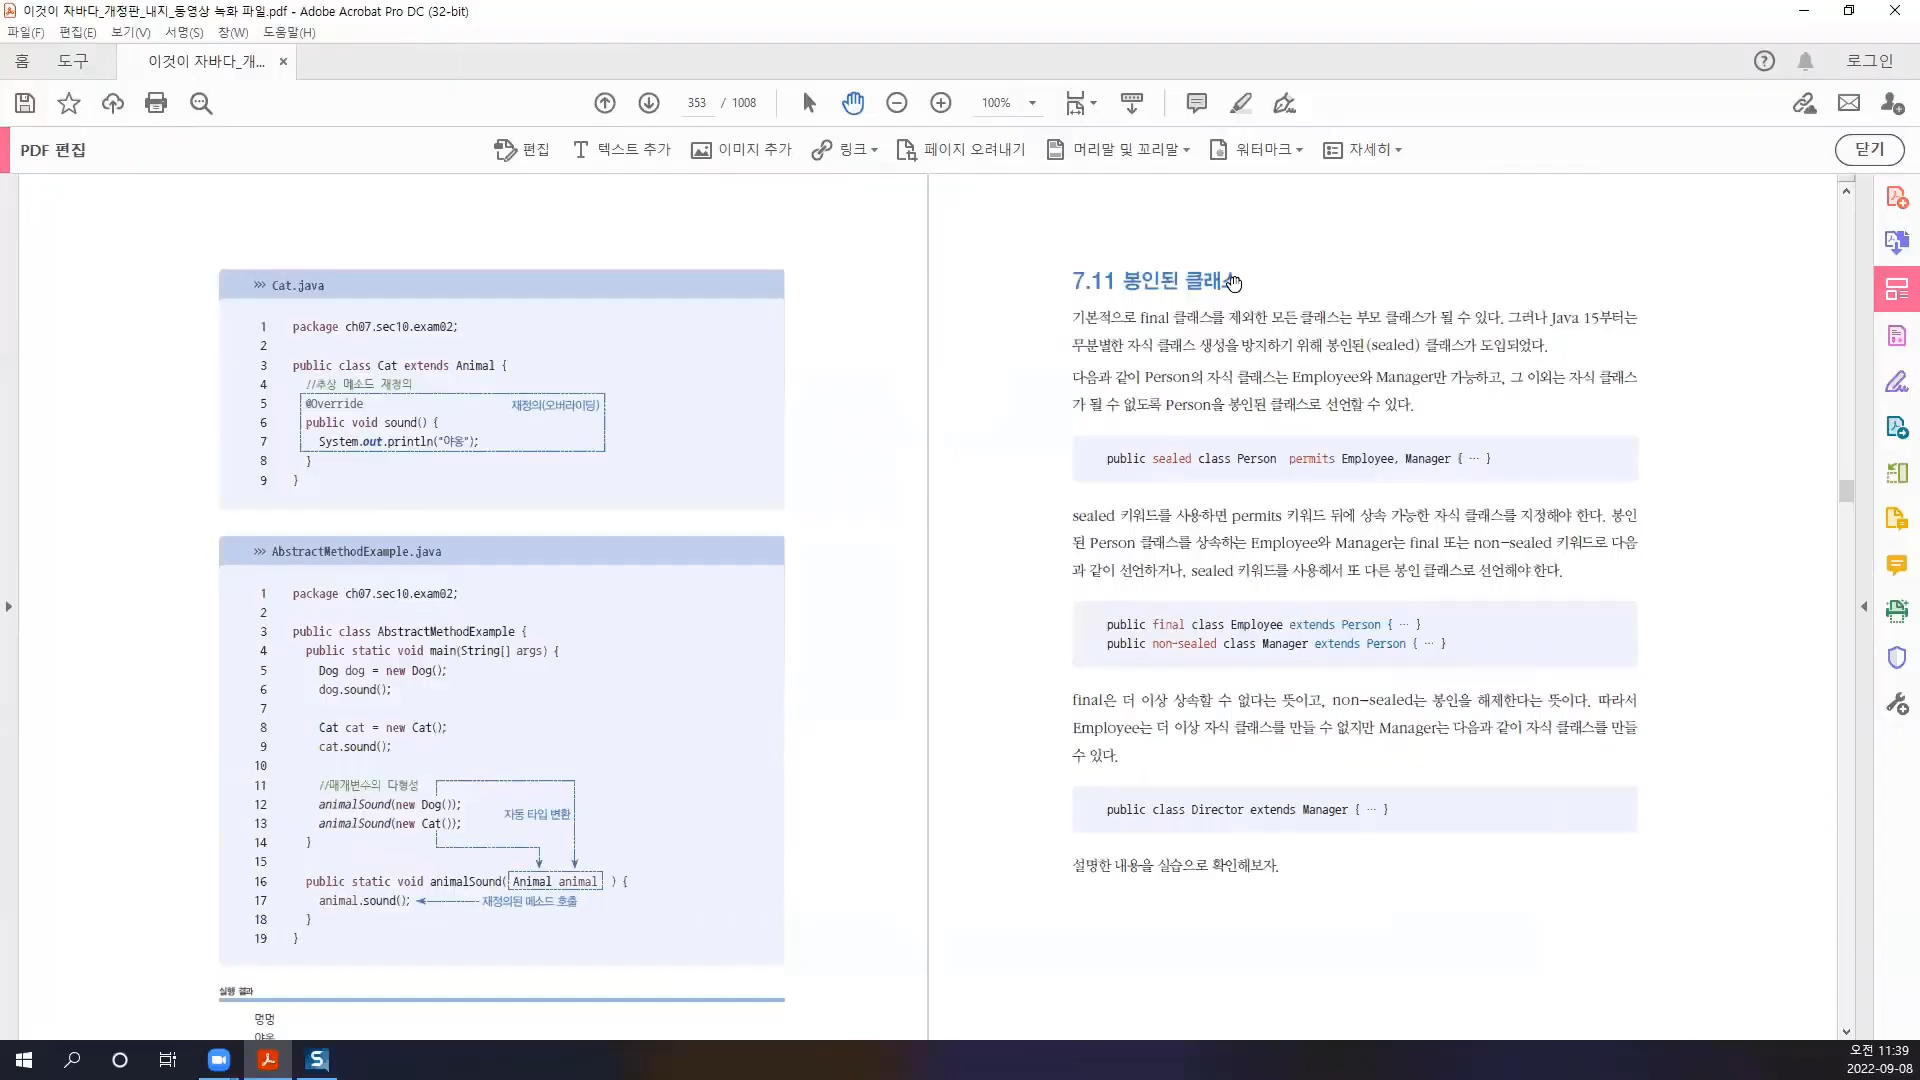 이것이 자바다_개정판_내지_동영상 녹화 파일.pdf - Adobe Acrobat Pro DC (32-bit)
파일(F) 편집(E) 보기(V) 서명(S) 창(W) 도움말(H)
홈 도구 이것이 자바다_개... × 로그인
353 / 1008 100%
PDF 편집 편집 텍스트 추가 이미지 추가 링크 페이지 오려내기 머리말 및 꼬리말 워터마크 자세히 닫기
>>> Cat.java
1 package ch07.sec10.exam02;
2
3 public class Cat extends Animal {
4 //추상 메소드 재정의
5 @Override 재정의(오버라이딩)
6 public void sound() {
7 System.out.println("야옹");
8 }
9 }
>>> AbstractMethodExample.java
1 package ch07.sec10.exam02;
2
3 public class AbstractMethodExample {
4 public static void main(String[] args) {
5 Dog dog = new Dog();
6 dog.sound();
7
8 Cat cat = new Cat();
9 cat.sound();
10
11 //매개변수의 다형성
12 animalSound(new Dog());
자동 타입 변환
13 animalSound(new Cat());
14 }
15
16 public static void animalSound( Animal animal ) {
17 animal.sound(); 재정의된 메소드 호출
18 }
19 }
실행 결과
멍멍
야옹
7.11 봉인된 클래스
기본적으로 final 클래스를 제외한 모든 클래스는 부모 클래스가 될 수 있다. 그러나 Java 15부터는
무분별한 자식 클래스 생성을 방지하기 위해 봉인된(sealed) 클래스가 도입되었다.
다음과 같이 Person의 자식 클래스는 Employee와 Manager만 가능하고, 그 이외는 자식 클래스
가 될 수 없도록 Person을 봉인된 클래스로 선언할 수 있다.
public sealed class Person permits Employee, Manager { … }
sealed 키워드를 사용하면 permits 키워드 뒤에 상속 가능한 자식 클래스를 지정해야 한다. 봉인
된 Person 클래스를 상속하는 Employee와 Manager는 final 또는 non-sealed 키워드로 다음
과 같이 선언하거나, sealed 키워드를 사용해서 또 다른 봉인 클래스로 선언해야 한다.
public final class Employee extends Person { … }
public non-sealed class Manager extends Person { … }
final은 더 이상 상속할 수 없다는 뜻이고, non-sealed는 봉인을 해제한다는 뜻이다. 따라서
Employee는 더 이상 자식 클래스를 만들 수 없지만 Manager는 다음과 같이 자식 클래스를 만들
수 있다.
public class Director extends Manager { … }
설명한 내용을 실습으로 확인해보자.
오전 11:39
2022-09-08